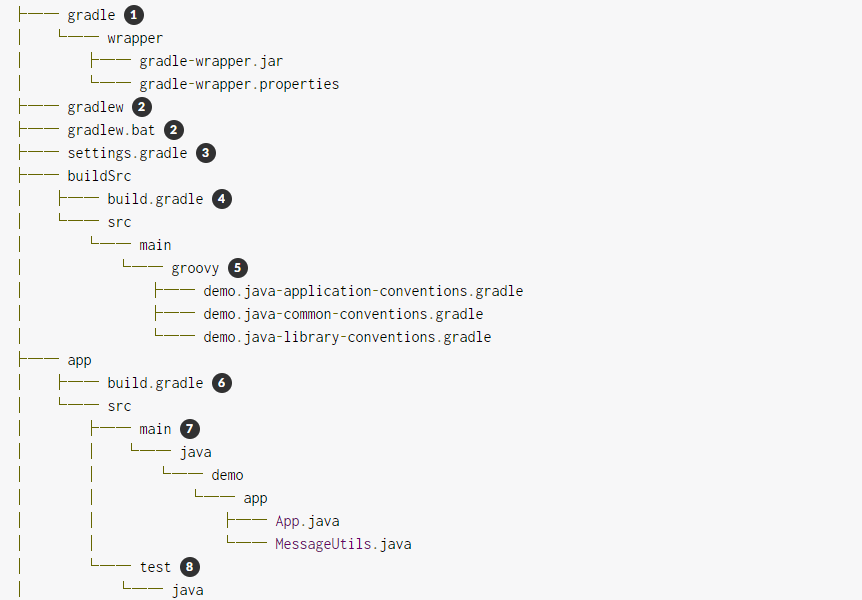 ├── gradle 1
│   └── wrapper
│       ├── gradle-wrapper.jar
│       └── gradle-wrapper.properties
├── gradlew 2
├── gradlew.bat 2
├── settings.gradle 3
├── buildSrc
│   ├── build.gradle 4
│   └── src
│       └── main
│           └── groovy 5
│               ├── demo.java-application-conventions.gradle
│               ├── demo.java-common-conventions.gradle
│               └── demo.java-library-conventions.gradle
├── app
│   ├── build.gradle 6
│   └── src
│       ├── main 7
│       │   └── java
│       │       └── demo
│       │           └── app
│       │               ├── App.java
│       │               └── MessageUtils.java
│       └── test 8
│           └── java